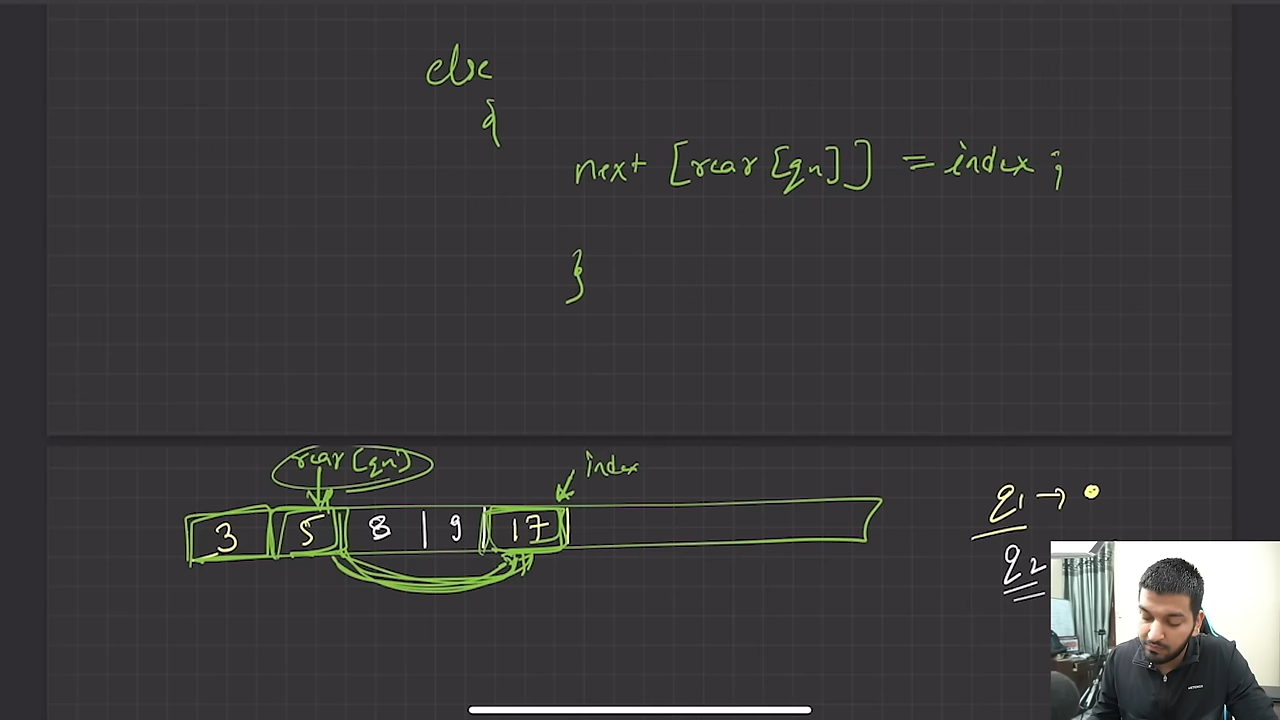 else
{
next [rear [qn]] = index ;
}
rear [qn]
index
3 5 8 9 17
q1 →
q2